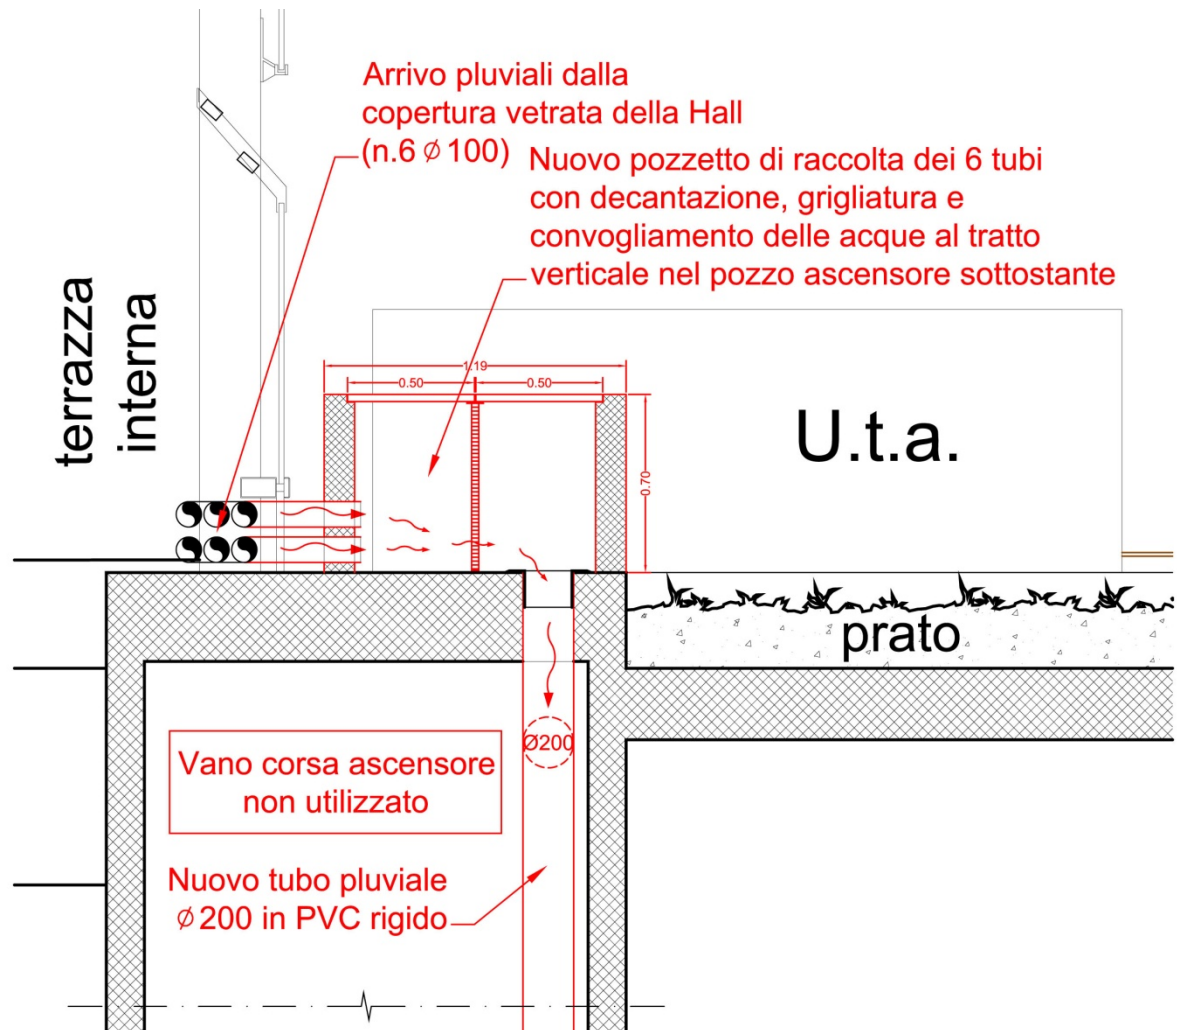 Arrivo pluviali dalla
copertura vetrata della Hall
(n.6 ⌀ 100)
Nuovo pozzetto di raccolta dei 6 tubi
con decantazione, grigliatura e
convogliamento delle acque al tratto
verticale nel pozzo ascensore sottostante
terrazza
interna
1.19
0.50
0.50
0.70
U.t.a.
prato
Ø200
Vano corsa ascensore
non utilizzato
Nuovo tubo pluviale
⌀ 200 in PVC rigido